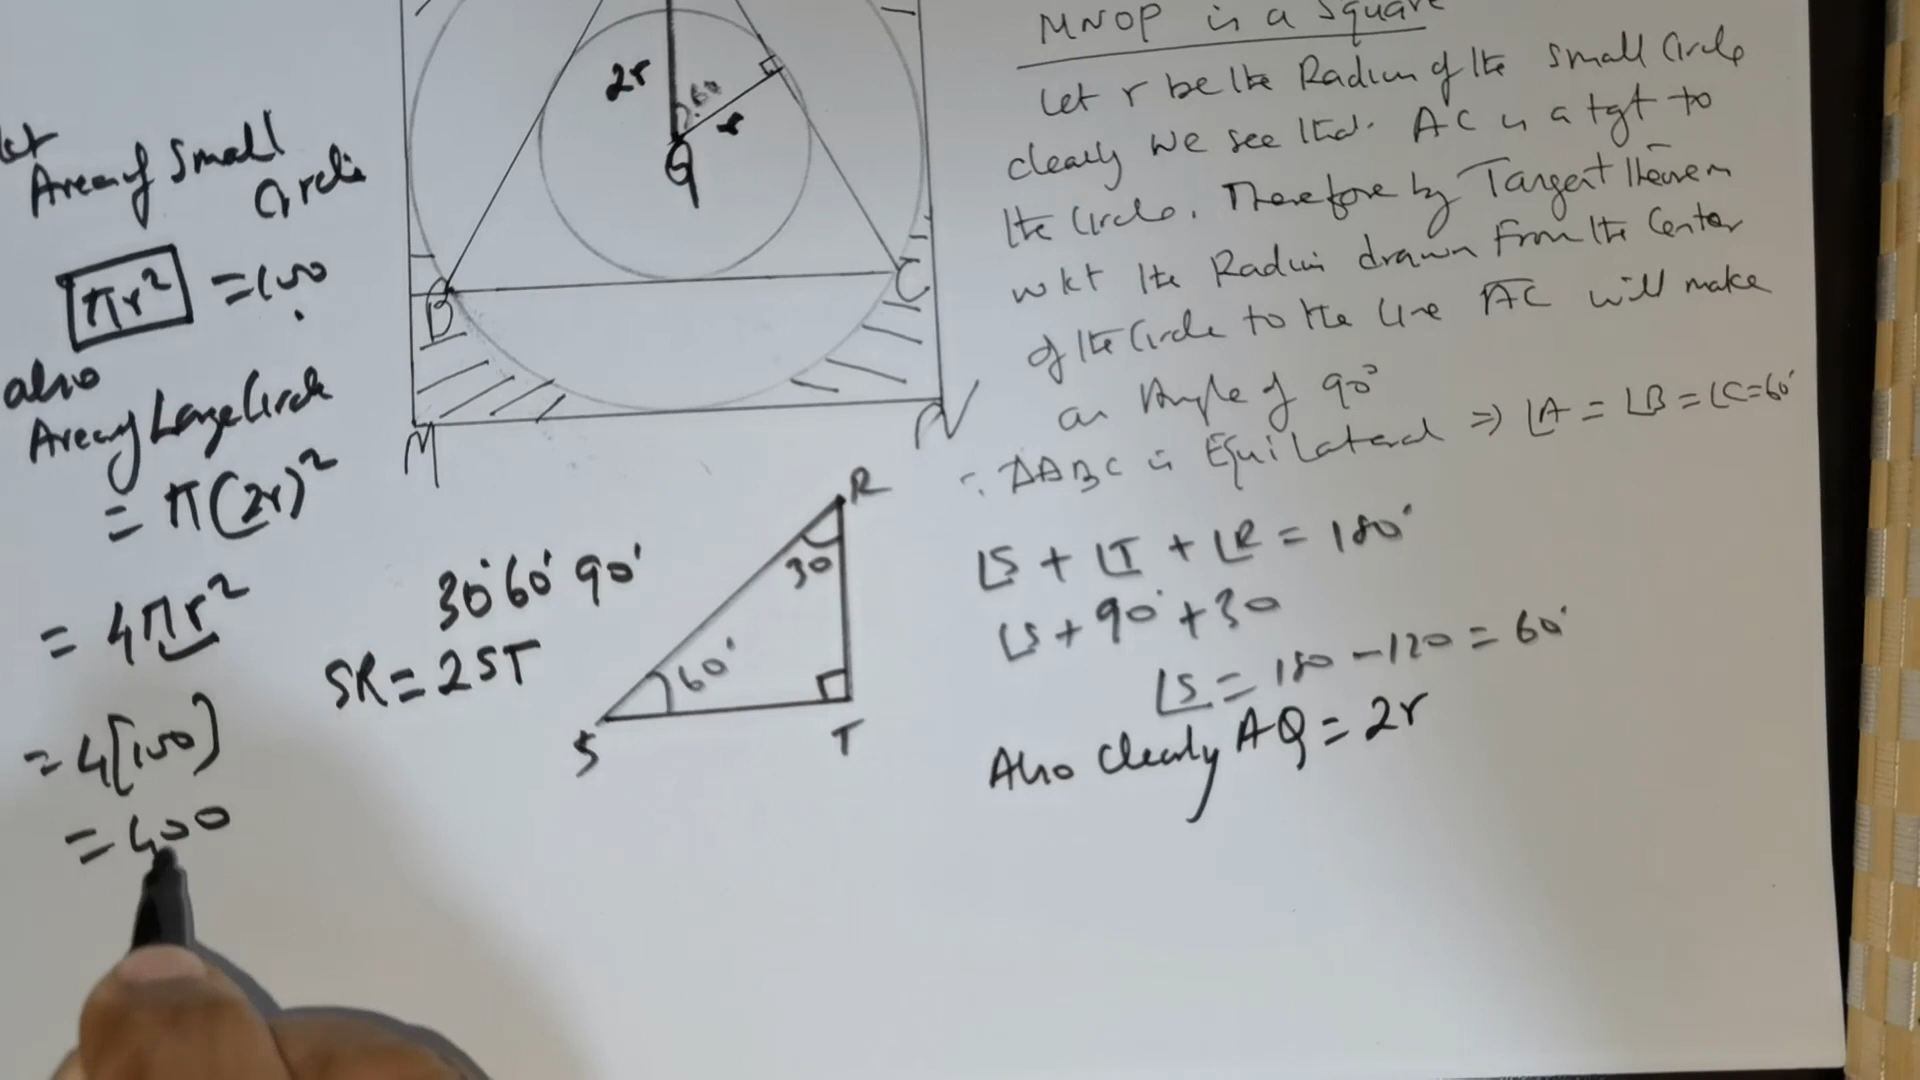 MNOP is a Square
Let r be the Radius of the Small Circle
clearly we see that. AC is a tgt to
the Circle. Therefore by Tangent Theorem
wkt the Radius drawn from the Center
of the Circle to the Line AC will make
an Angle of 90°
∴ ΔABC is Equilateral ⇒ ∠A = ∠B = ∠C=60°
∠S + ∠T + ∠R = 180°
∠S + 90° + 30
∠S = 180 - 120 = 60°
Also Clearly AQ = 2r
2r
60
r
Q
B
C
M
N
Area of Small
Circle
πr² = 100
also
Area of Large Circle
= π(2r)²
= 4πr²
= 4[100]
= 400
30° 60° 90°
SR = 2ST
R
30
60°
S
T